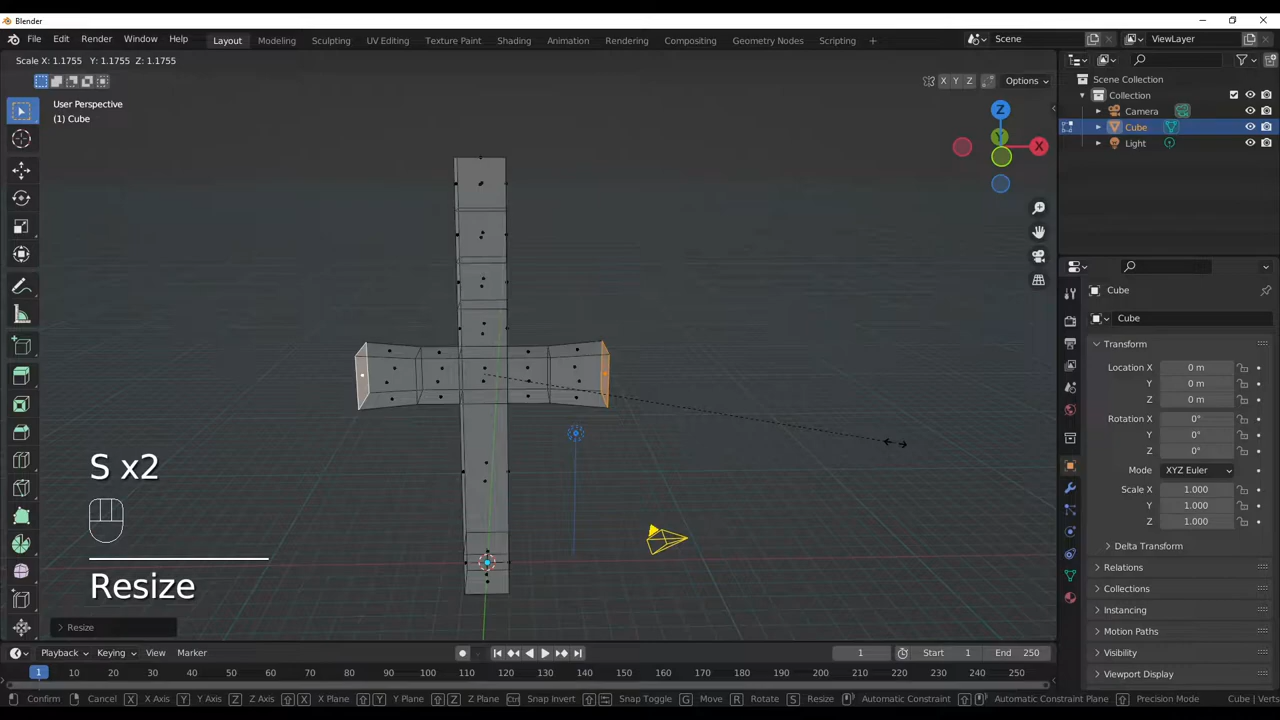 Blender
File Edit Render Window Help Layout Modeling Sculpting UV Editing Texture Paint Shading Animation Rendering Compositing Geometry Nodes Scripting + Scene ViewLayer
Scale X: 1.1755 Y: 1.1755 Z: 1.1755
X Y Z Options
User Perspective
(1) Cube
Z
Y
X
Scene Collection
Collection
Camera
Cube
Light
Cube
Cube
Transform
Location X 0 m
Y 0 m
Z 0 m
Rotation X 0°
Y 0°
Z 0°
Mode XYZ Euler
Scale X 1.000
Y 1.000
Z 1.000
Delta Transform
Relations
Collections
Instancing
Motion Paths
Visibility
Viewport Display
S x2
Resize
Resize
Playback Keying View Marker 1 Start 1 End 250
1 10 20 30 40 50 60 70 80 90 100 110 120 130 140 150 160 170 180 190 200 210 220 230 240 250
Confirm Cancel X X Axis Y Y Axis Z Z Axis X X Plane Y Y Plane Z Z Plane Ctrl Snap Invert Snap Toggle G Move R Rotate S Resize Automatic Constraint Automatic Constraint Plane Precision Mode Cube | Vert